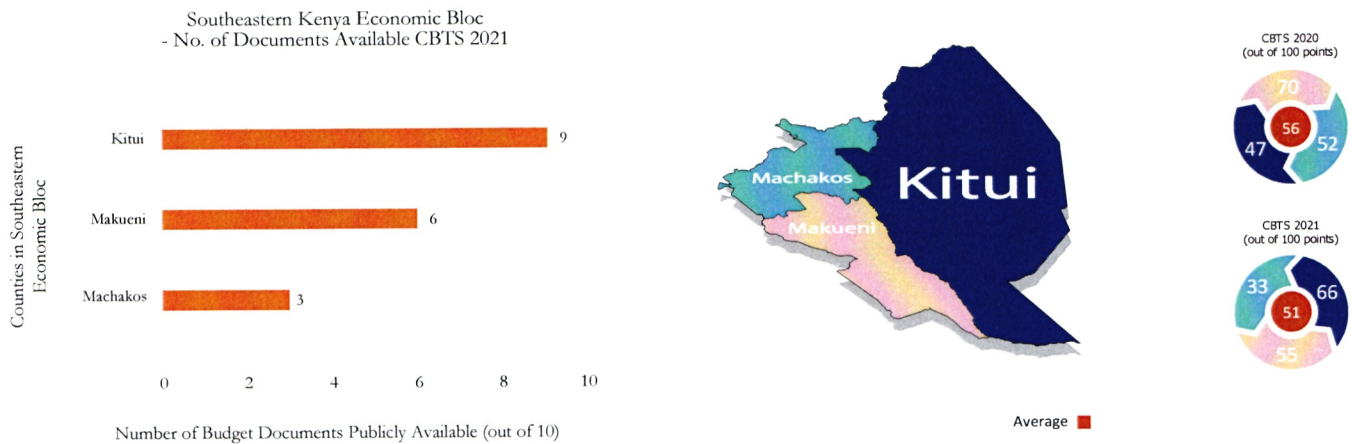 Southeastern Kenya Economic Bloc
- No. of Documents Available CBTS 2021
Counties in Southeastern
Economic Bloc
Kitui
9
Makueni
6
Machakos
3
0 2 4 6 8 10
Number of Budget Documents Publicly Available (out of 10)
Kitui
Machakos
Makueni
Average
CBTS 2020
(out of 100 points)
70
56
47
52
CBTS 2021
(out of 100 points)
33
66
51
55